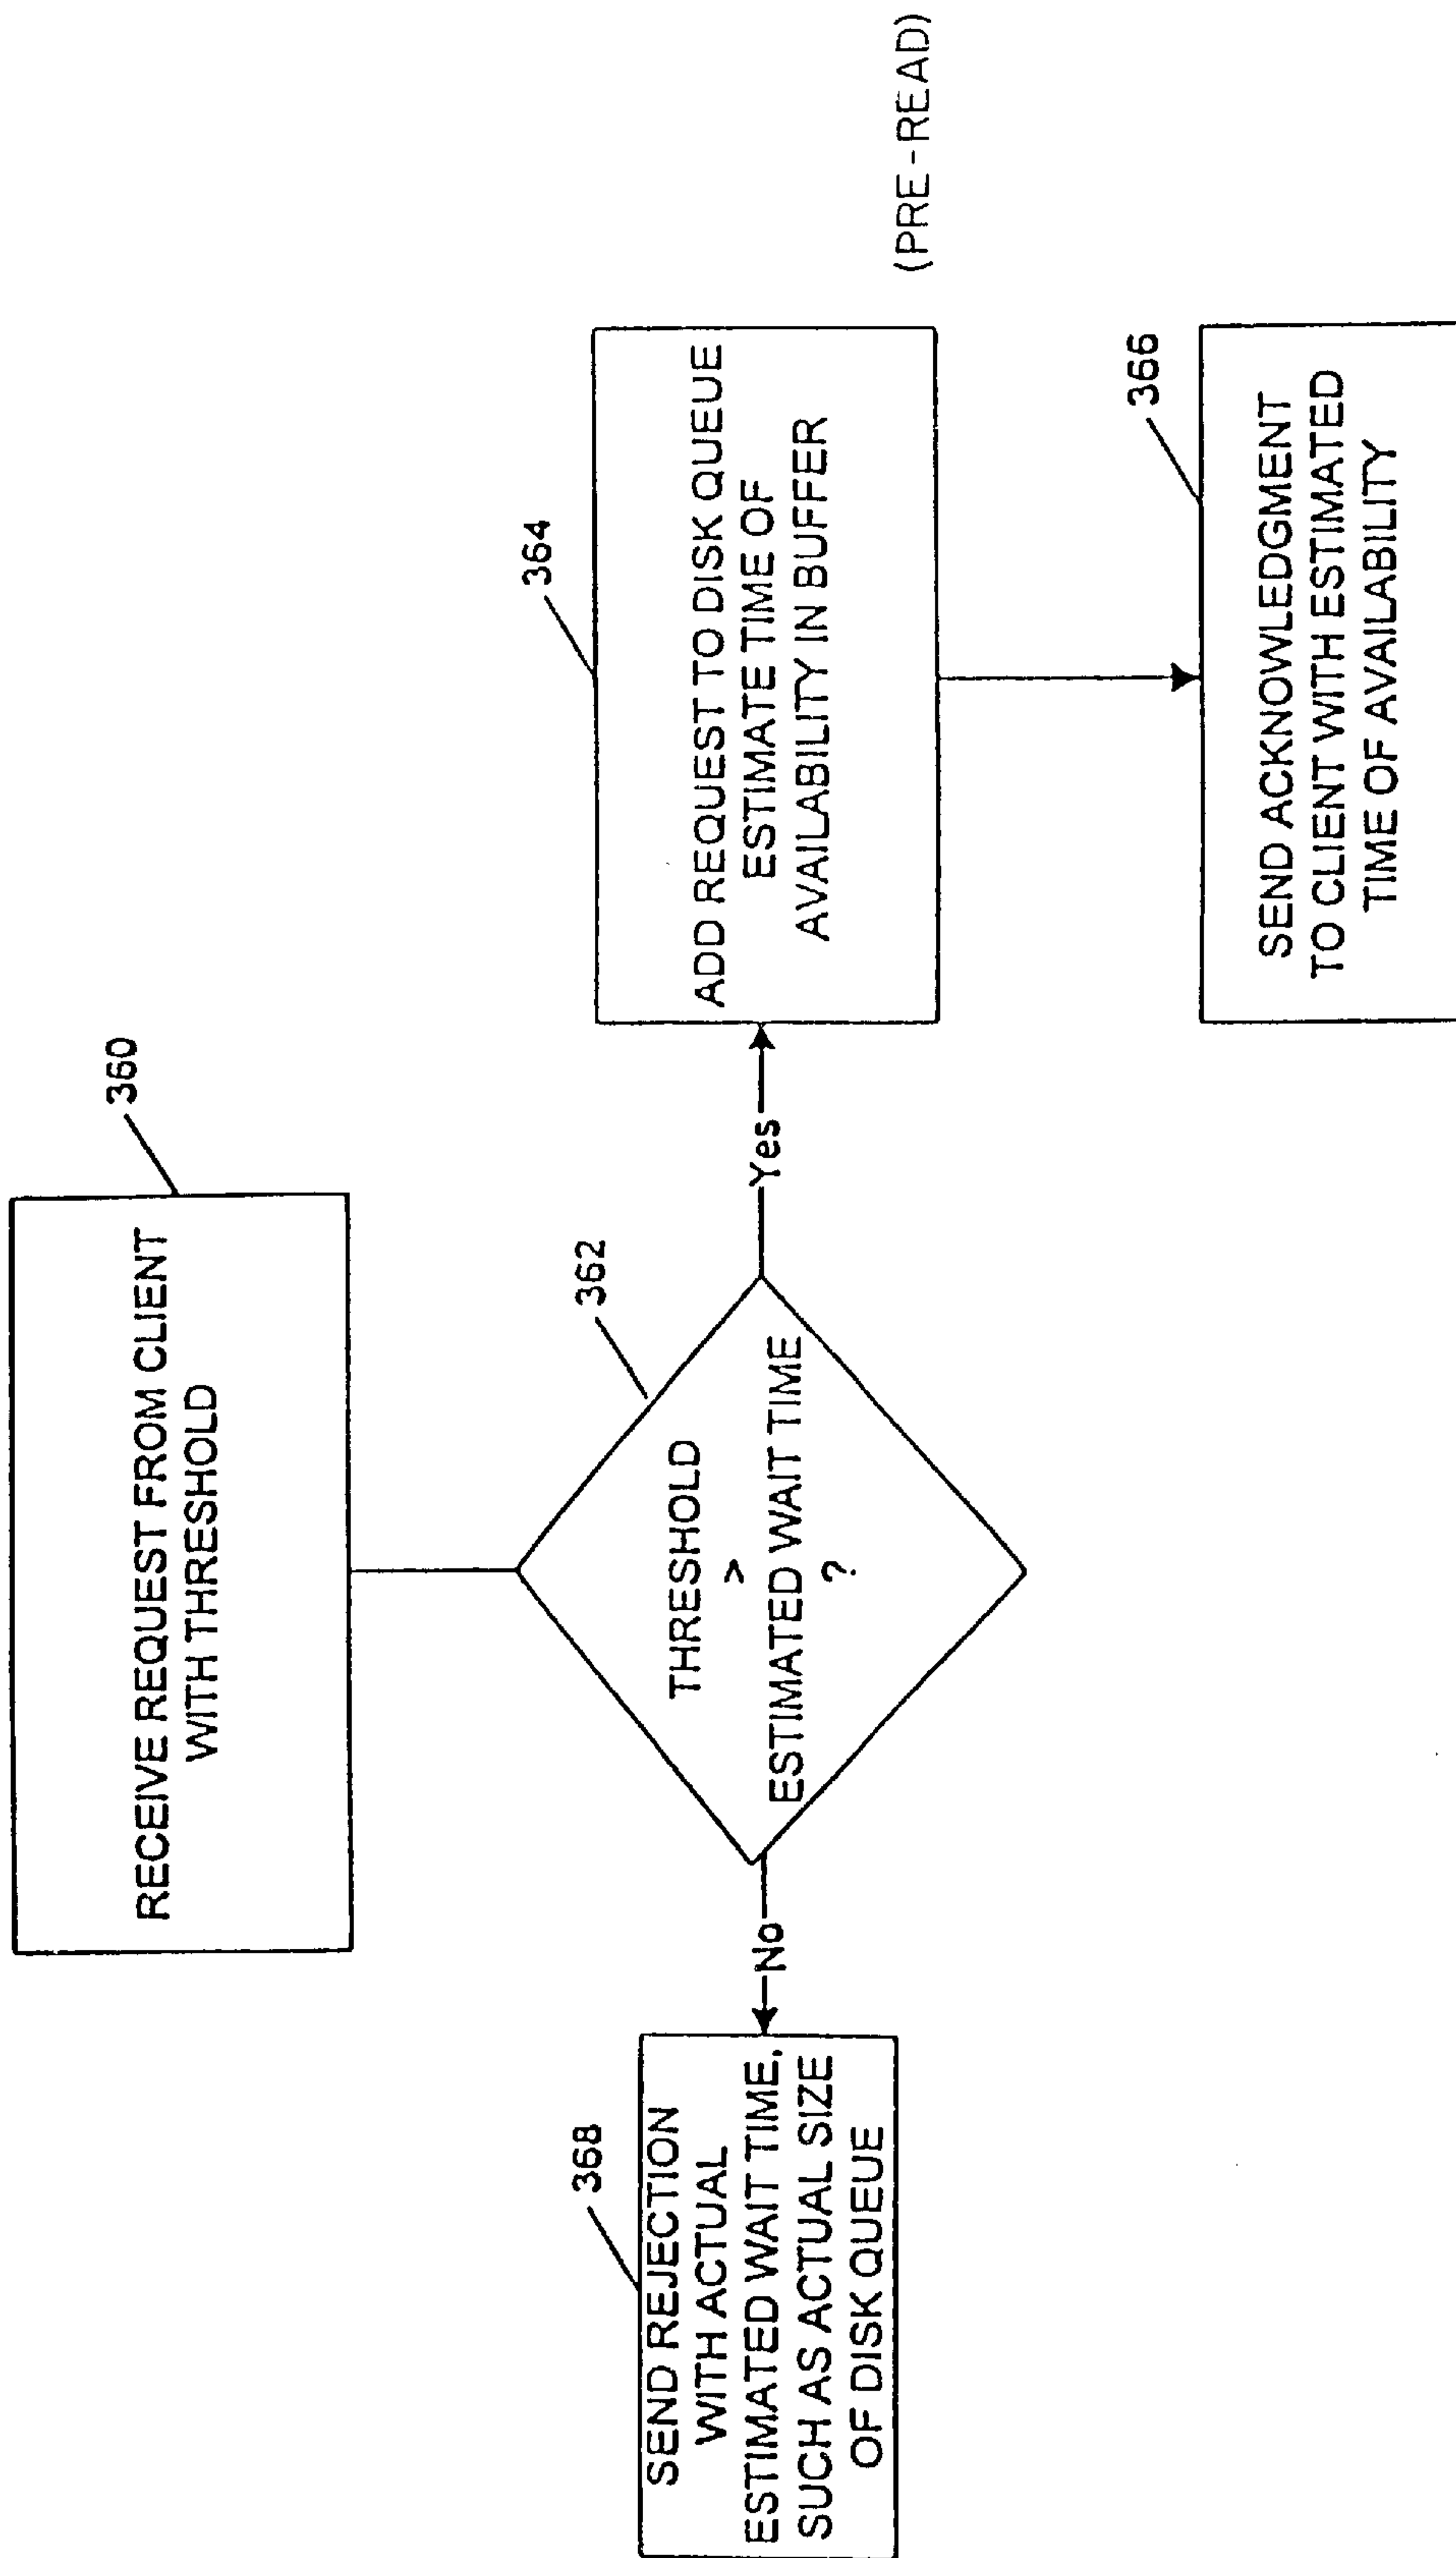 360
RECEIVE REQUEST FROM CLIENT
WITH THRESHOLD
362
THRESHOLD
>
ESTIMATED WAIT TIME
?
No
Yes
368
SEND REJECTION
WITH ACTUAL
ESTIMATED WAIT TIME,
SUCH AS ACTUAL SIZE
OF DISK QUEUE
364
ADD REQUEST TO DISK QUEUE
ESTIMATE TIME OF
AVAILABILITY IN BUFFER
(PRE-READ)
366
SEND ACKNOWLEDGMENT
TO CLIENT WITH ESTIMATED
TIME OF AVAILABILITY